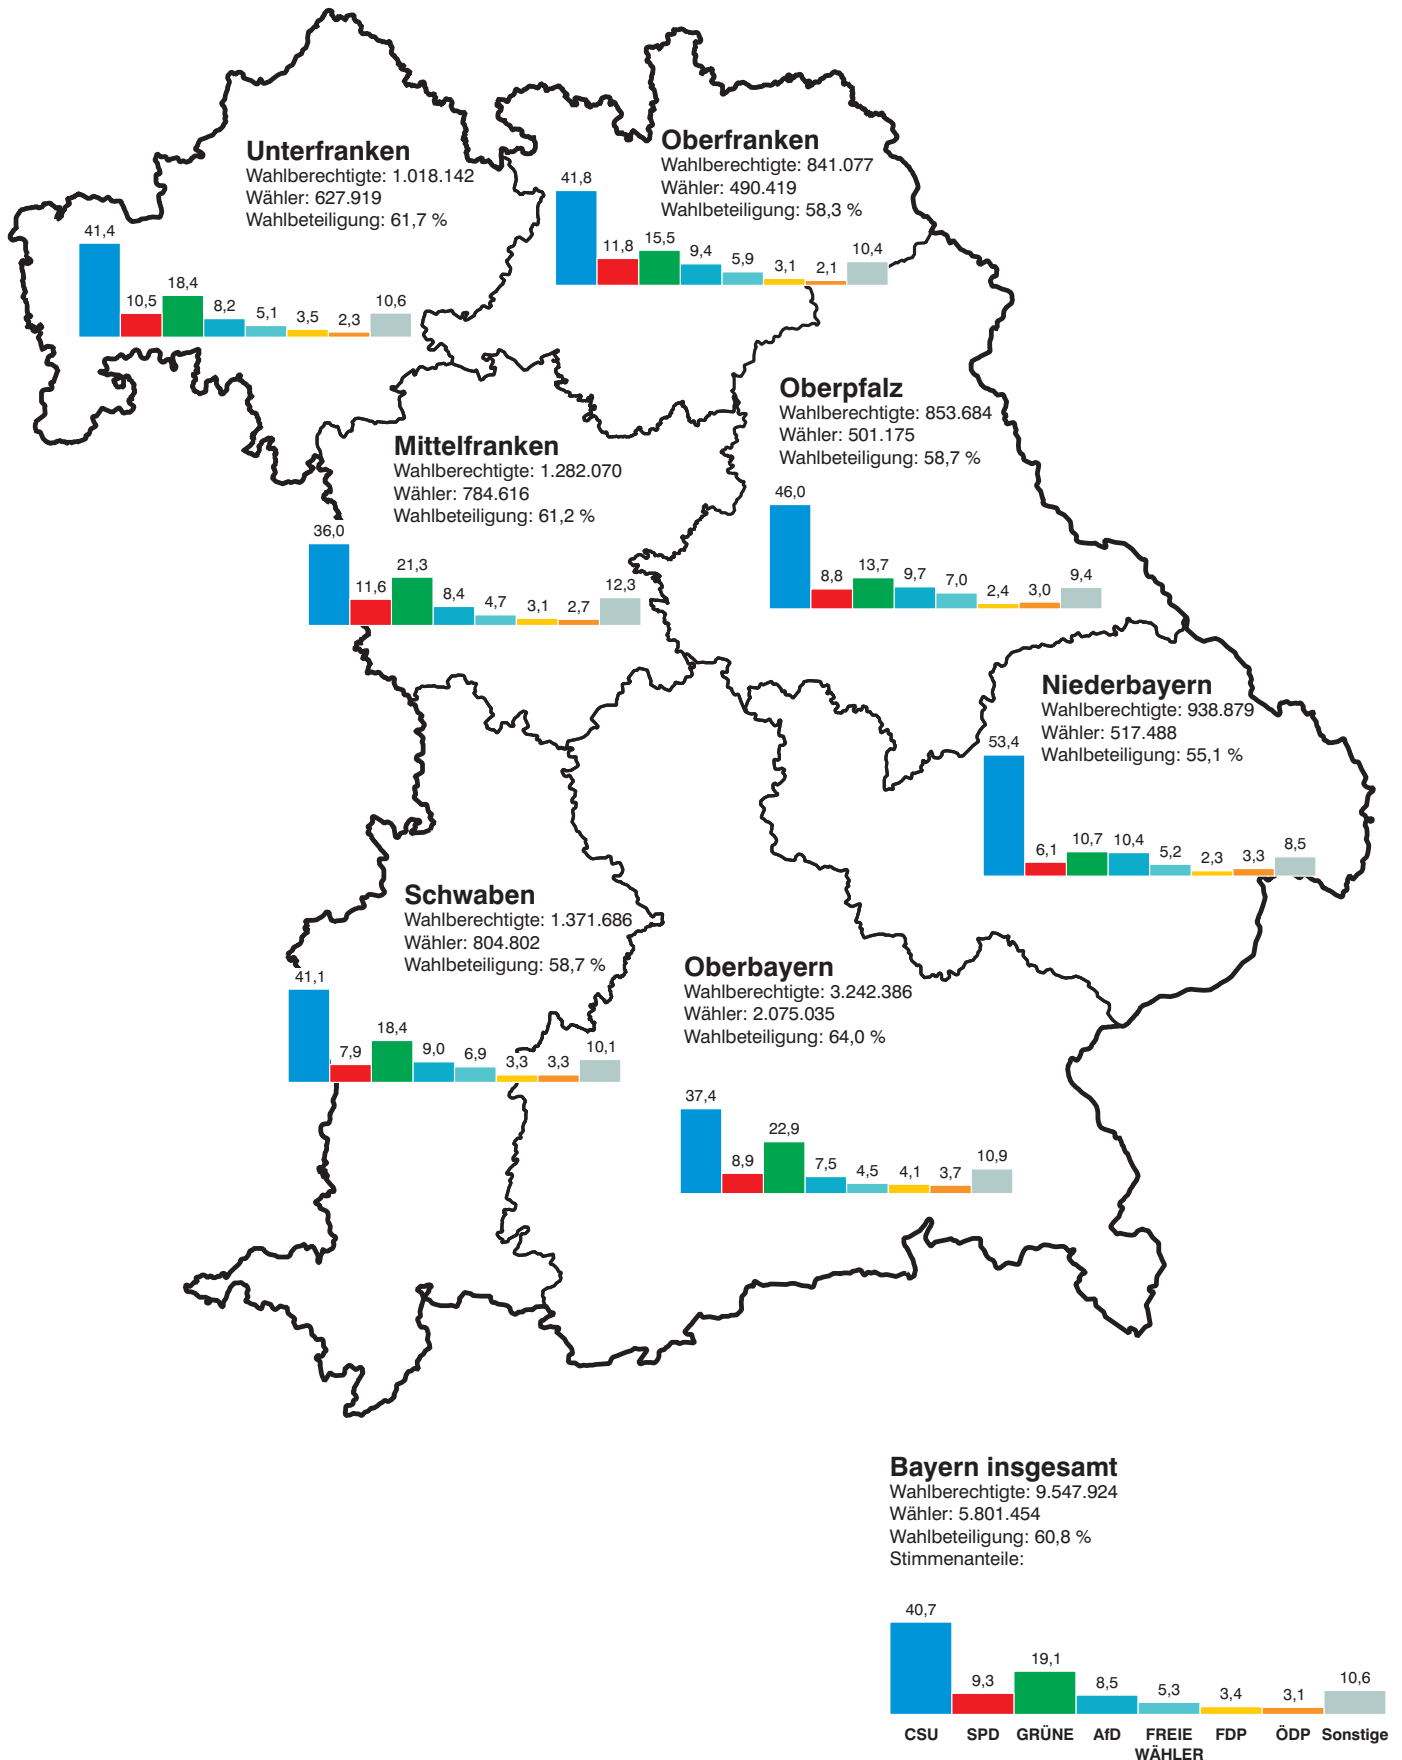 Unterfranken
Wahlberechtigte: 1.018.142
Wähler: 627.919
Wahlbeteiligung: 61,7 %
41,4
10,5
18,4
8,2
5,1
3,5
2,3
10,6
Oberfranken
Wahlberechtigte: 841.077
Wähler: 490.419
Wahlbeteiligung: 58,3 %
41,8
11,8
15,5
9,4
5,9
3,1
2,1
10,4
Oberpfalz
Wahlberechtigte: 853.684
Wähler: 501.175
Wahlbeteiligung: 58,7 %
46,0
8,8
13,7
9,7
7,0
2,4
3,0
9,4
Mittelfranken
Wahlberechtigte: 1.282.070
Wähler: 784.616
Wahlbeteiligung: 61,2 %
36,0
11,6
21,3
8,4
4,7
3,1
2,7
12,3
Niederbayern
Wahlberechtigte: 938.879
Wähler: 517.488
Wahlbeteiligung: 55,1 %
53,4
6,1
10,7
10,4
5,2
2,3
3,3
8,5
Schwaben
Wahlberechtigte: 1.371.686
Wähler: 804.802
Wahlbeteiligung: 58,7 %
41,1
7,9
18,4
9,0
6,9
3,3
3,3
10,1
Oberbayern
Wahlberechtigte: 3.242.386
Wähler: 2.075.035
Wahlbeteiligung: 64,0 %
37,4
8,9
22,9
7,5
4,5
4,1
3,7
10,9
Bayern insgesamt
Wahlberechtigte: 9.547.924
Wähler: 5.801.454
Wahlbeteiligung: 60,8 %
Stimmenanteile:
40,7
9,3
19,1
8,5
5,3
3,4
3,1
10,6
CSU SPD GRÜNE AfD FREIE FDP ÖDP Sonstige
WÄHLER